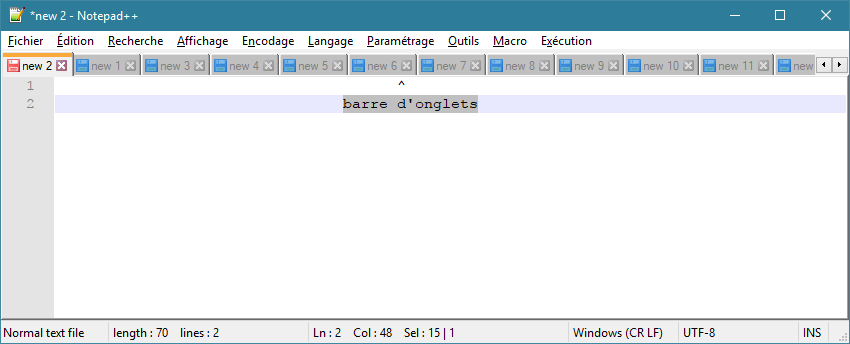 *new 2 - Notepad++
Fichier Édition Recherche Affichage Encodage Langage Paramétrage Outils Macro Exécution
new 2 new 1 new 3 new 4 new 5 new 6 new 7 new 8 new 9 new 10 new 11 new
1 ^
2 barre d'onglets
Normal text file length : 70 lines : 2 Ln : 2 Col : 48 Sel : 15 | 1 Windows (CR LF) UTF-8 INS